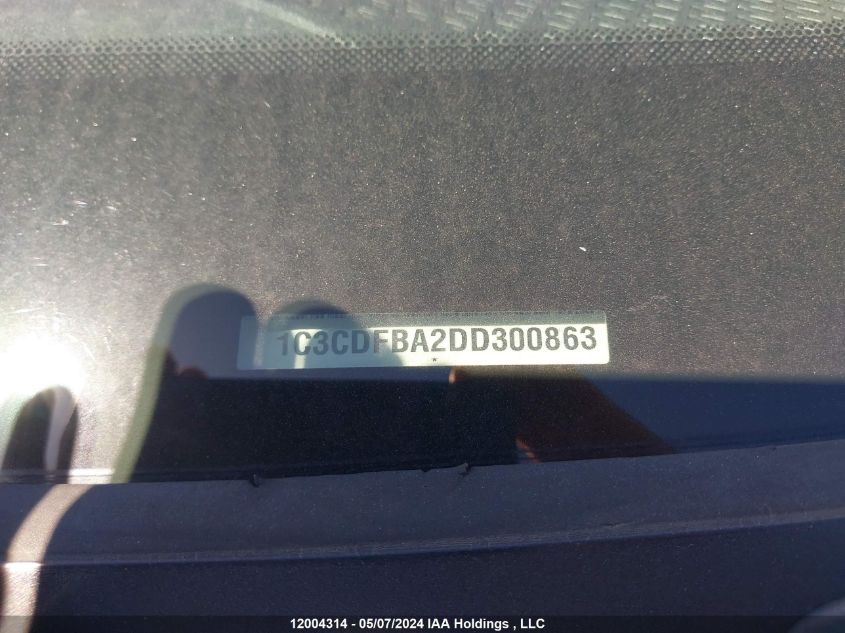 1C3CDFBA2DD300863
12004314 - 05/07/2024 IAA Holdings , LLC